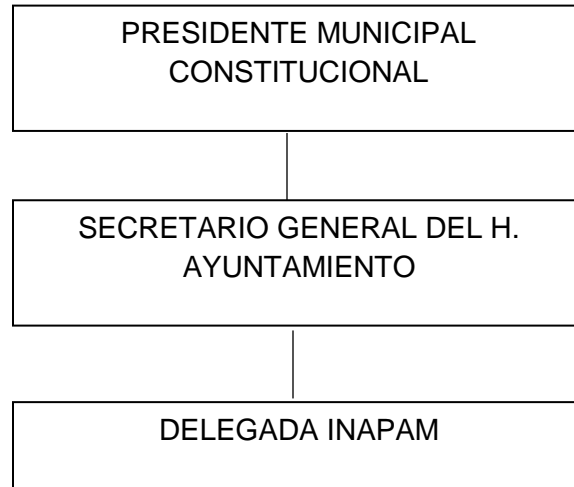 PRESIDENTE MUNICIPAL
CONSTITUCIONAL
SECRETARIO GENERAL DEL H.
AYUNTAMIENTO
DELEGADA INAPAM